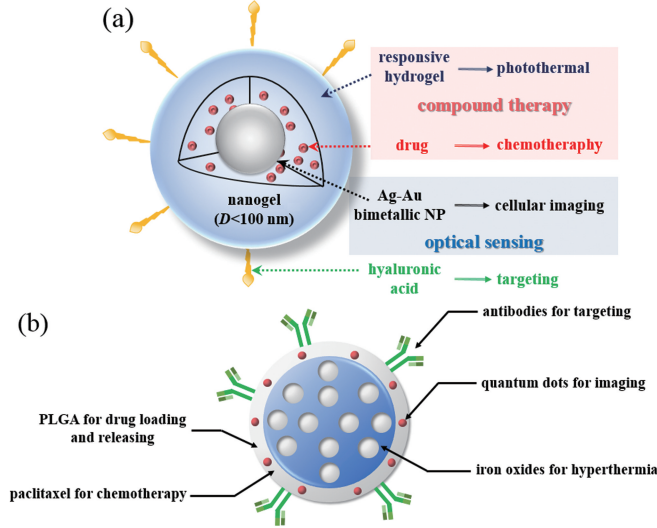 (a)
responsive
hydrogel
photothermal
compound therapy
drug
chemotheraphy
nanogel
(D<100 nm)
Ag-Au
bimetallic NP
cellular imaging
optical sensing
hyaluronic
acid
targeting
(b)
antibodies for targeting
quantum dots for imaging
PLGA for drug loading
and releasing
iron oxides for hyperthermia
paclitaxel for chemotherapy